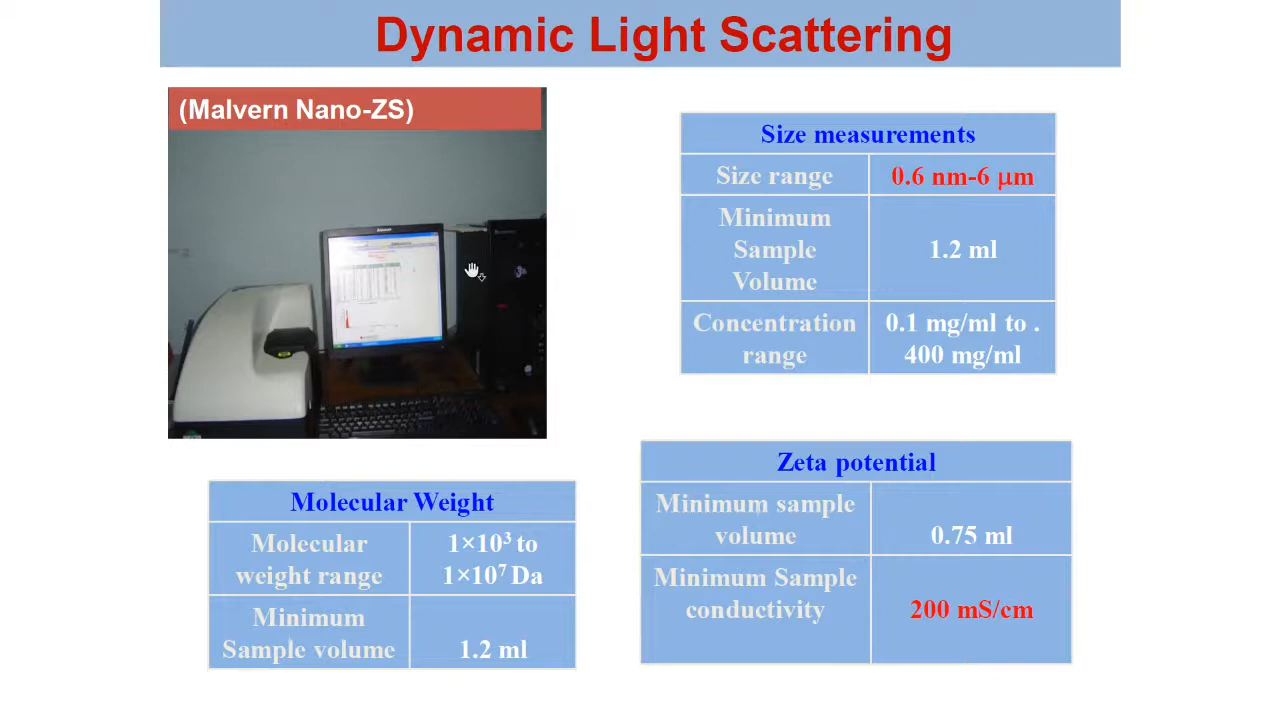 Dynamic Light Scattering
(Malvern Nano-ZS)
Size measurements
Size range
0.6 nm-6 μm
Minimum
Sample
Volume
1.2 ml
Concentration
range
0.1 mg/ml to .
400 mg/ml
Molecular Weight
Molecular
weight range
1×10³ to
1×10⁷ Da
Minimum
Sample volume
1.2 ml
Zeta potential
Minimum sample
volume
0.75 ml
Minimum Sample
conductivity
200 mS/cm